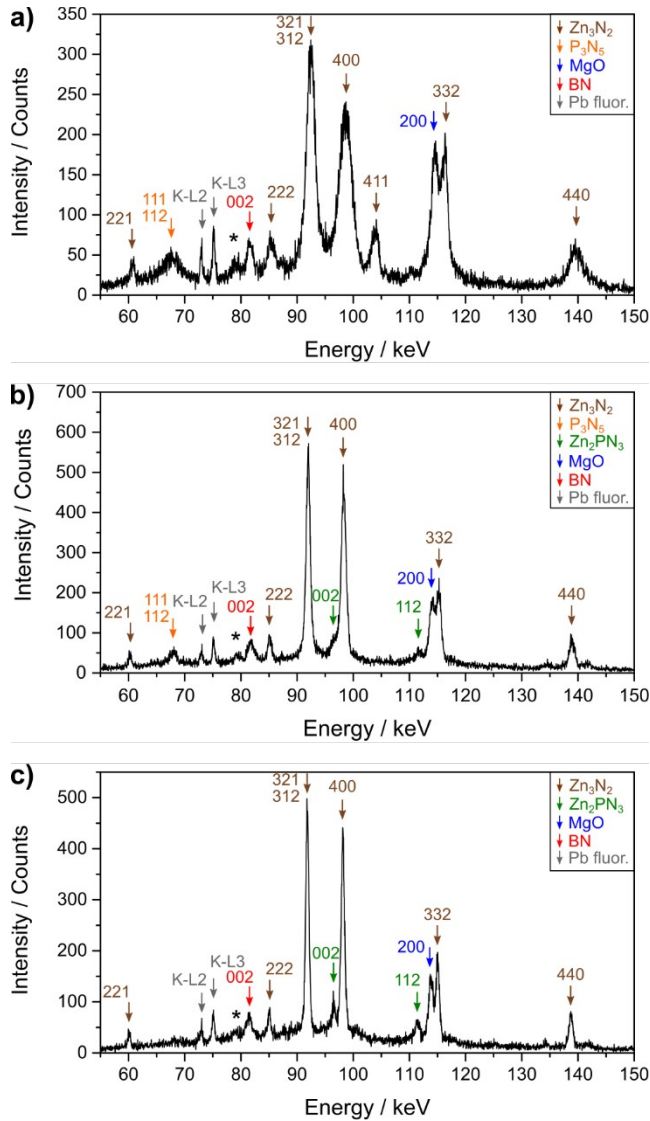 a)
350
300
250
200
150
100
50
0
Intensity / Counts
221
111
112
K-L2
K-L3
*
002
222
321
312
400
411
200
332
440
Zn₃N₂
P₃N₅
MgO
BN
Pb fluor.
55 60 70 80 90 100 110 120 130 140 150
Energy / keV
b)
700
600
500
400
300
200
100
0
Intensity / Counts
221
111
112
K-L2
K-L3
*
002
222
321
312
002
400
112
200
332
440
Zn₃N₂
P₃N₅
Zn₂PN₃
MgO
BN
Pb fluor.
60 70 80 90 100 110 120 130 140 150
Energy / keV
c)
500
400
300
200
100
0
Intensity / Counts
221
K-L2
K-L3
*
002
222
321
312
002
400
112
200
332
440
Zn₃N₂
Zn₂PN₃
MgO
BN
Pb fluor.
60 70 80 90 100 110 120 130 140 150
Energy / keV